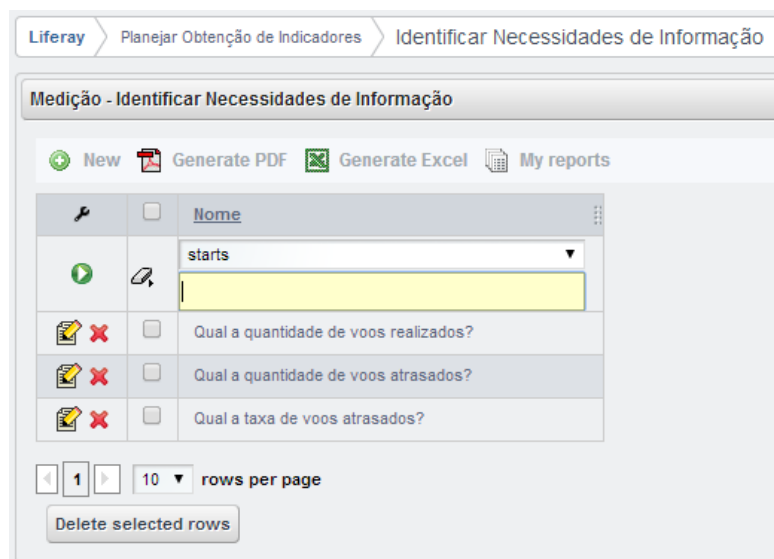 Liferay Planejar Obtenção de Indicadores Identificar Necessidades de Informação
Medição - Identificar Necessidades de Informação
New Generate PDF Generate Excel My reports
Nome
starts
Qual a quantidade de voos realizados?
Qual a quantidade de voos atrasados?
Qual a taxa de voos atrasados?
1 10 rows per page
Delete selected rows